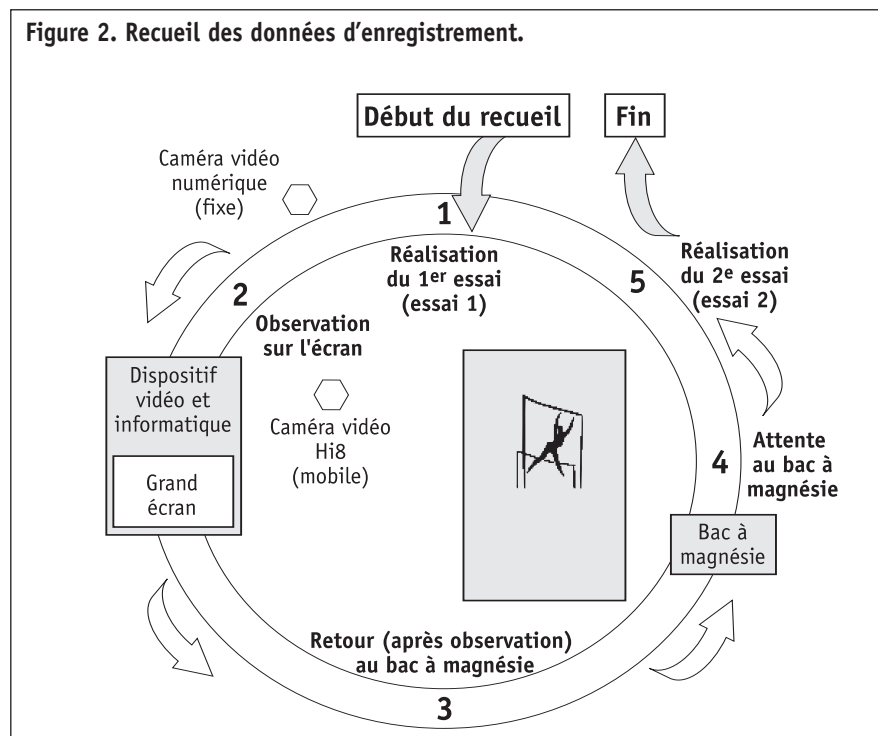 Figure 2. Recueil des données d'enregistrement.
Début du recueil
Fin
Caméra vidéo
numérique
(fixe)
1
Réalisation
du 1er essai
(essai 1)
5
Réalisation
du 2e essai
(essai 2)
2
Observation
sur l'écran
Dispositif
vidéo et
informatique
Grand
écran
Caméra vidéo
Hi8
(mobile)
4
Attente
au bac à
magnésie
Bac à
magnésie
Retour (après observation)
au bac à magnésie
3